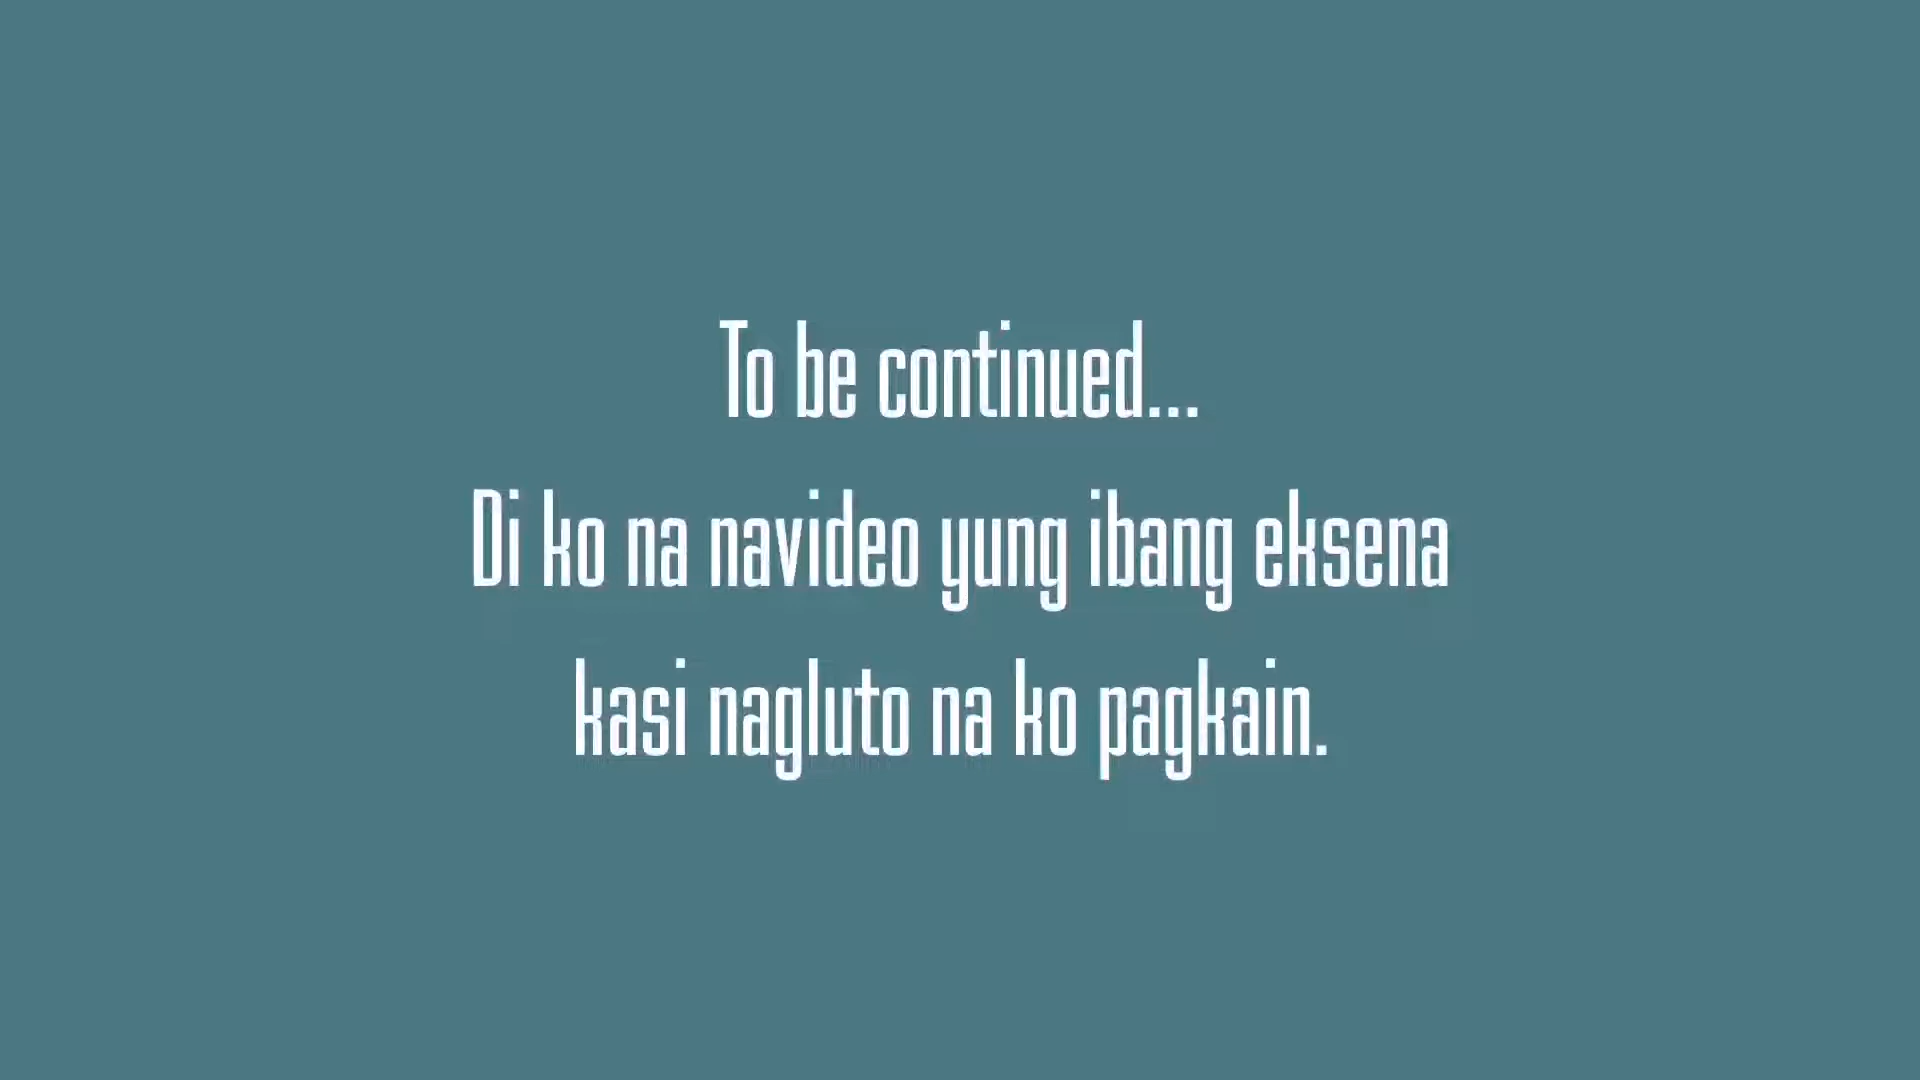 To be continued...
Di ko na navideo yung ibang eksena
kasi nagluto na ko pagkain.